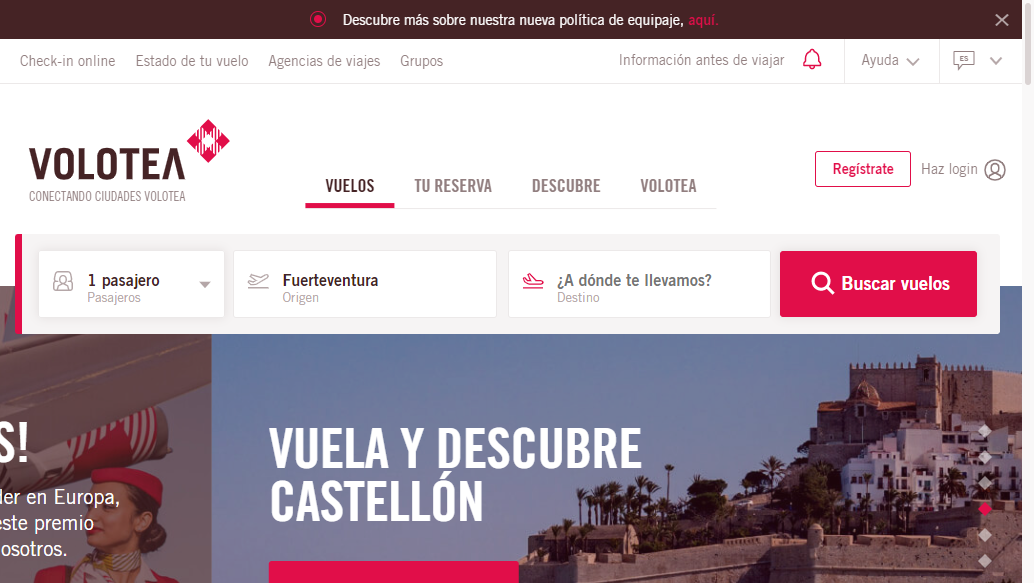 Descubre más sobre nuestra nueva política de equipaje, aquí.
Check-in online Estado de tu vuelo Agencias de viajes Grupos Información antes de viajar Ayuda ES
VOLOTEA
CONECTANDO CIUDADES VOLOTEA
VUELOS TU RESERVA DESCUBRE VOLOTEA
Regístrate Haz login
1 pasajero
Pasajeros
Fuerteventura
Origen
¿A dónde te llevamos?
Destino
Buscar vuelos
S!
der en Europa,
este premio
osotros.
VUELA Y DESCUBRE
CASTELLÓN